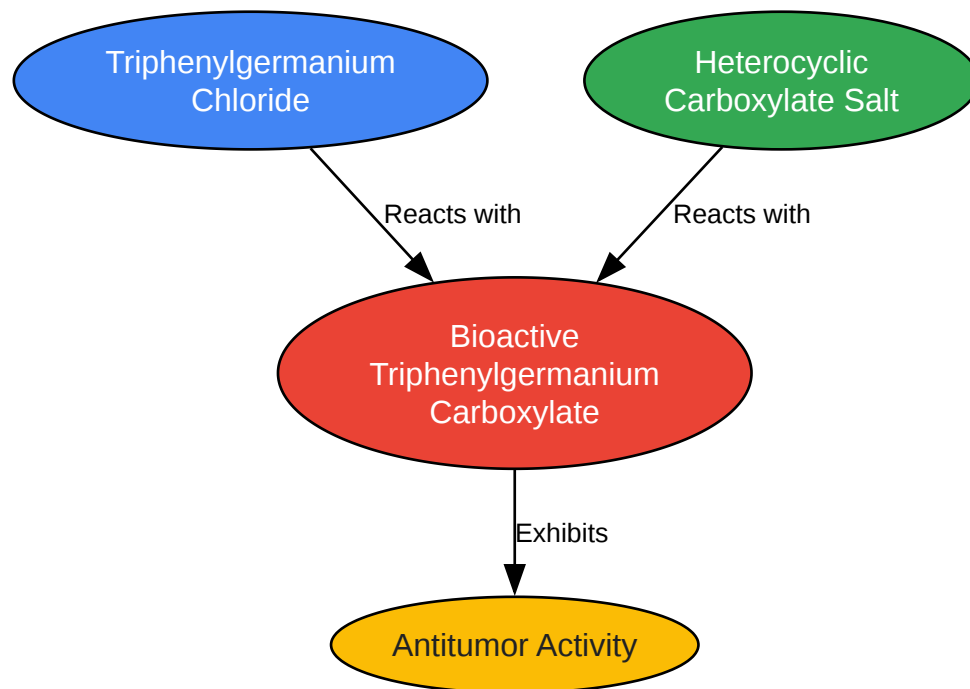 Triphenylgermanium
Chloride
Heterocyclic
Carboxylate Salt
Reacts with
Reacts with
Bioactive
Triphenylgermanium
Carboxylate
Exhibits
Antitumor Activity